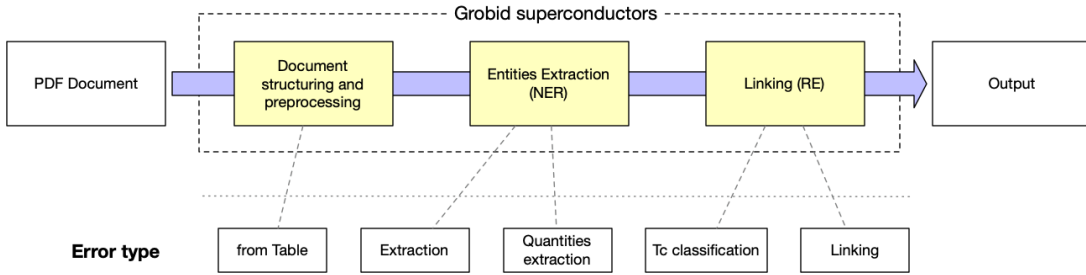 Grobid superconductors
PDF Document
Document
structuring and
preprocessing
Entities Extraction
(NER)
Linking (RE)
Output
Error type
from Table
Extraction
Quantities
extraction
Tc classification
Linking